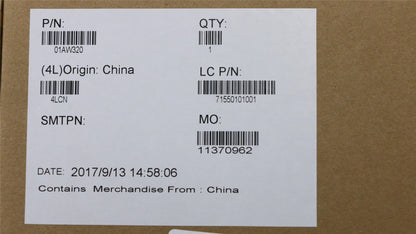 P/N: QTY:
01AW320 1
(4L)Origin: China LC P/N:
4LCN 71550101001
SMTPN: MO:
11370962
DATE: 2017/9/13 14:58:06
Contains Merchandise From : China